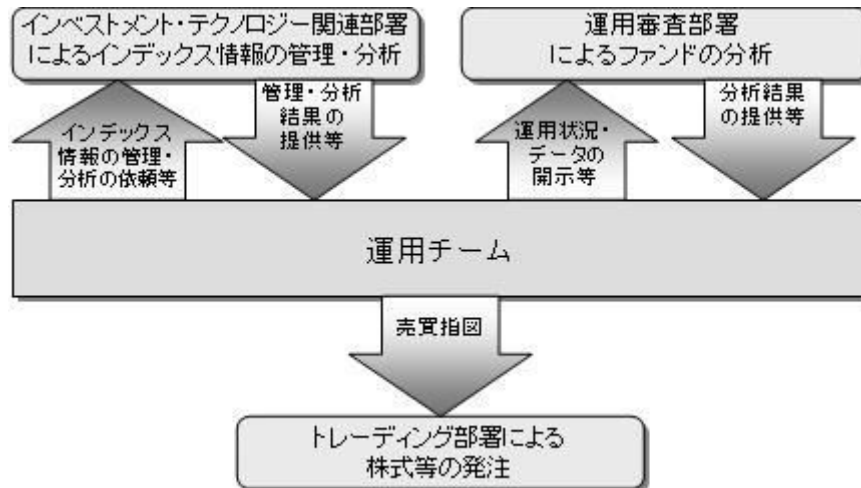 インベストメント・テクノロジー関連部署
によるインデックス情報の管理・分析
運用審査部署
によるファンドの分析
インデックス
情報の管理・
分析の依頼等
管理・分析
結果の
提供等
運用状況・
データの
開示等
分析結果
の提供等
運用チーム
売買指図
トレーディング部署による
株式等の発注